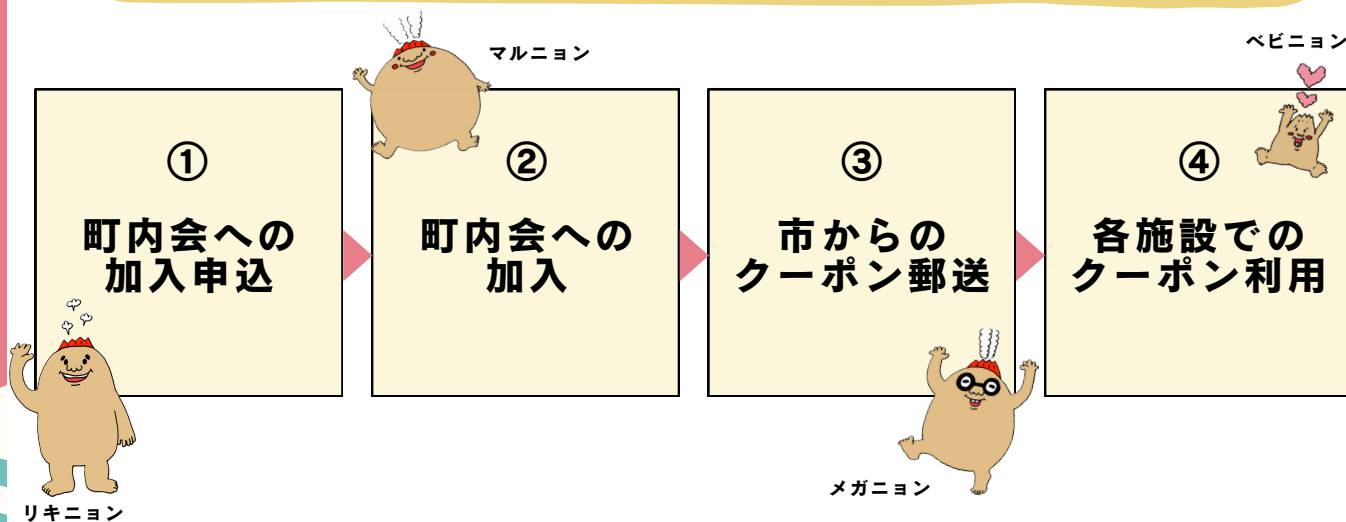 マルニョン
ベビニョン
①
町内会への
加入申込
②
町内会への
加入
③
市からの
クーポン郵送
④
各施設での
クーポン利用
リキニョン
メガニョン